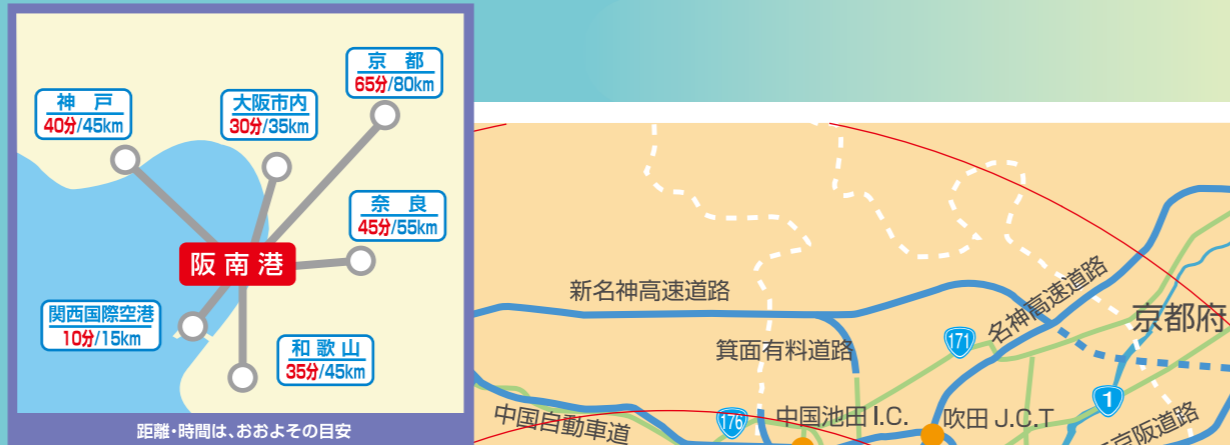 京 都
65分/80km
神 戸
40分/45km
大阪市内
30分/35km
奈 良
45分/55km
阪南港
関西国際空港
10分/15km
和歌山
35分/45km
距離・時間は、おおよその目安
新名神高速道路
名神高速道路
京都府
171
箕面有料道路
中国自動車道
176
中国池田 I.C.
吹田 J.C.T
1
京阪道路